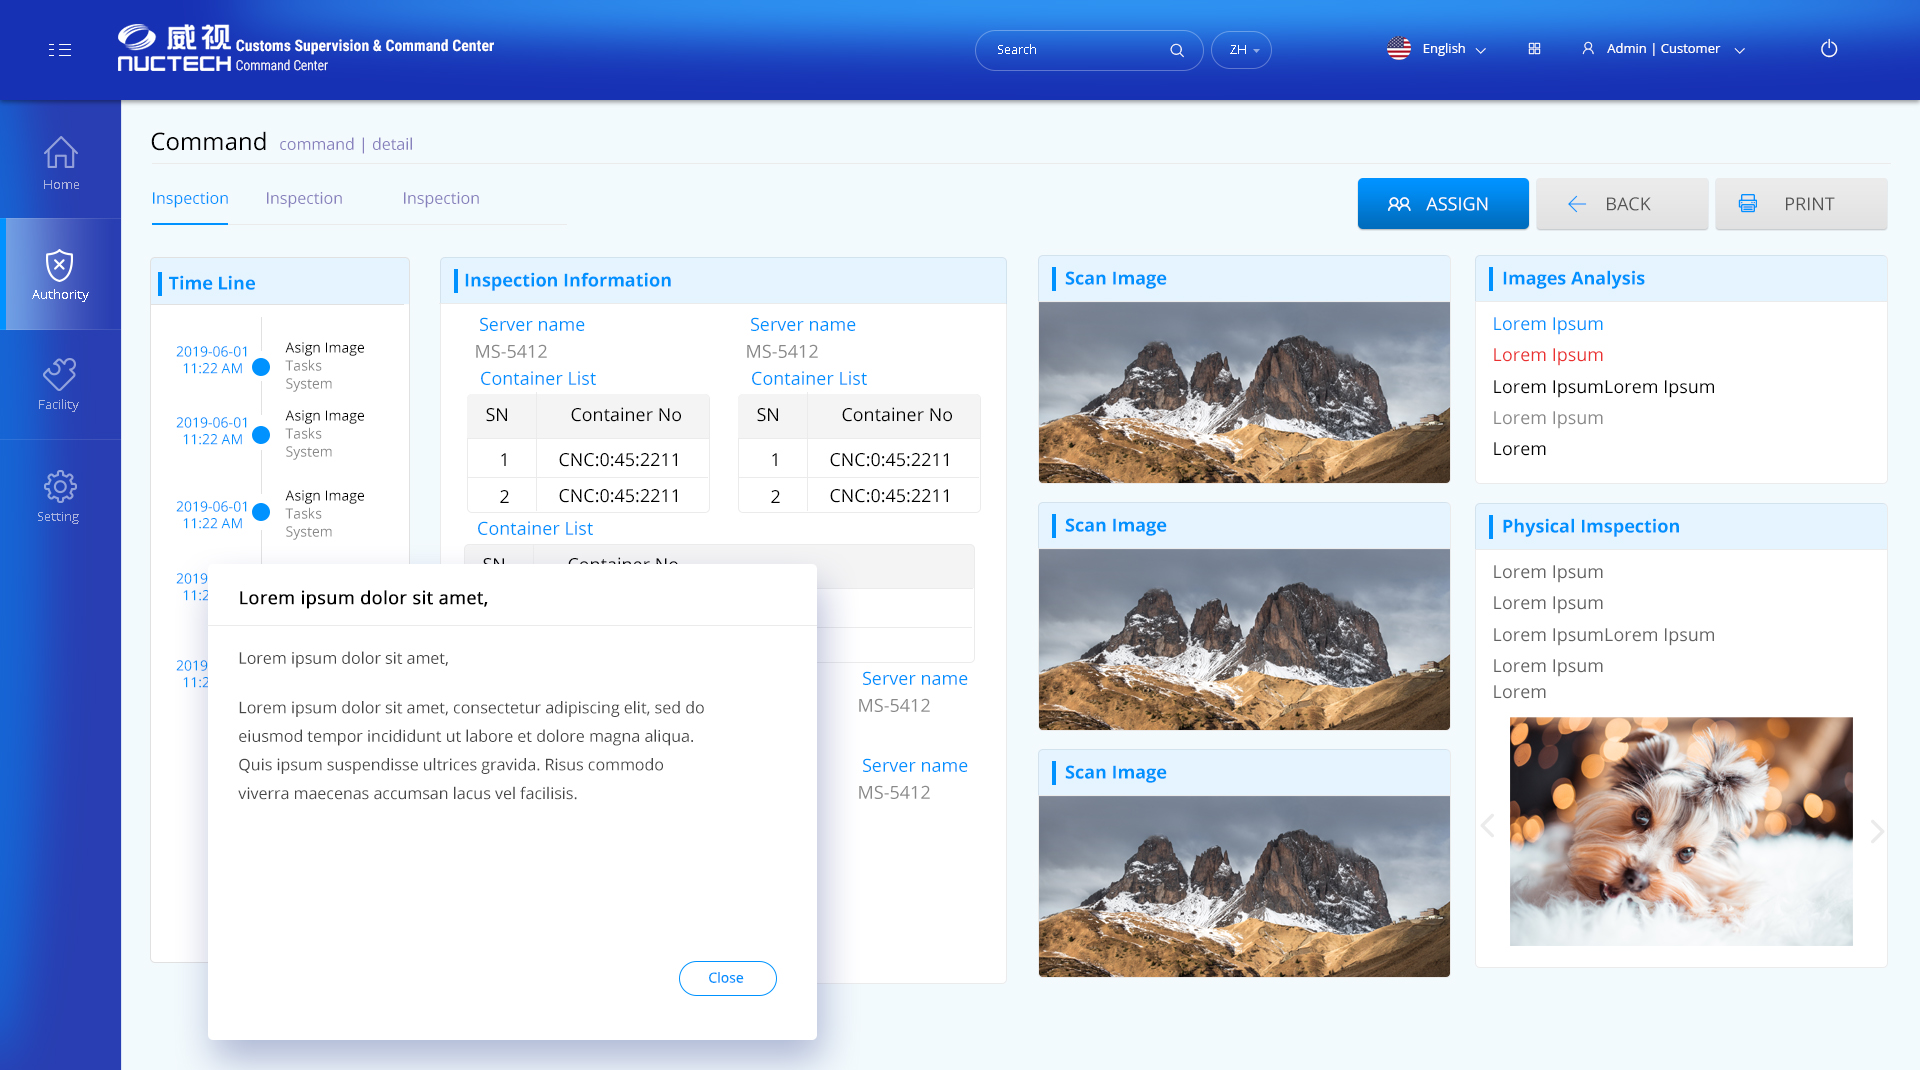 威视
NUCTECH
Customs Supervision & Command Center
Command Center
Search
ZH
English
Admin | Customer
Home
Authority
Facility
Setting
Command
command | detail
Inspection
Inspection
Inspection
ASSIGN
BACK
PRINT
Time Line
2019-06-01
11:22 AM
Asign Image
Tasks
System
2019-06-01
11:22 AM
Asign Image
Tasks
System
2019-06-01
11:22 AM
Asign Image
Tasks
System
2019
11:2
2019
11:2
Inspection Information
Server name
MS-5412
Container List
SN Container No
1 CNC:0:45:2211
2 CNC:0:45:2211
Server name
MS-5412
Container List
SN Container No
1 CNC:0:45:2211
2 CNC:0:45:2211
Container List
SN Container No
Server name
MS-5412
Server name
MS-5412
Lorem ipsum dolor sit amet,
Lorem ipsum dolor sit amet,
Lorem ipsum dolor sit amet, consectetur adipiscing elit, sed do
eiusmod tempor incididunt ut labore et dolore magna aliqua.
Quis ipsum suspendisse ultrices gravida. Risus commodo
viverra maecenas accumsan lacus vel facilisis.
Close
Scan Image
Scan Image
Scan Image
Images Analysis
Lorem Ipsum
Lorem Ipsum
Lorem IpsumLorem Ipsum
Lorem Ipsum
Lorem
Physical Imspection
Lorem Ipsum
Lorem Ipsum
Lorem IpsumLorem Ipsum
Lorem Ipsum
Lorem